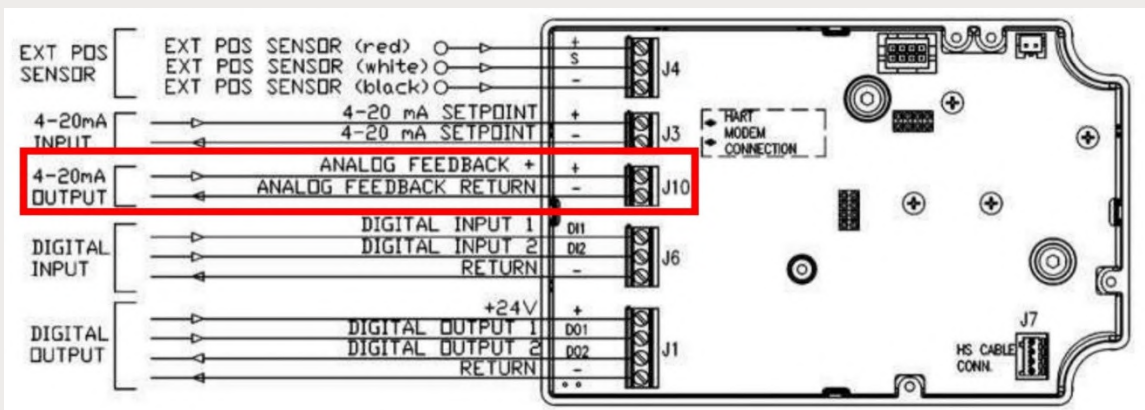 EXT POS SENSOR
EXT POS SENSOR (red)
EXT POS SENSOR (white)
EXT POS SENSOR (black)
+
S
-
J4
4-20mA INPUT
4-20 mA SETPOINT +
4-20 mA SETPOINT -
J3
HART
MODEM
CONNECTION
4-20mA OUTPUT
ANALOG FEEDBACK + +
ANALOG FEEDBACK RETURN -
J10
DIGITAL INPUT
DIGITAL INPUT 1 DI1
DIGITAL INPUT 2 DI2
RETURN -
J6
DIGITAL OUTPUT
+24V +
DIGITAL OUTPUT 1 DO1
DIGITAL OUTPUT 2 DO2
RETURN -
J1
J7
HS CABLE
CONN.